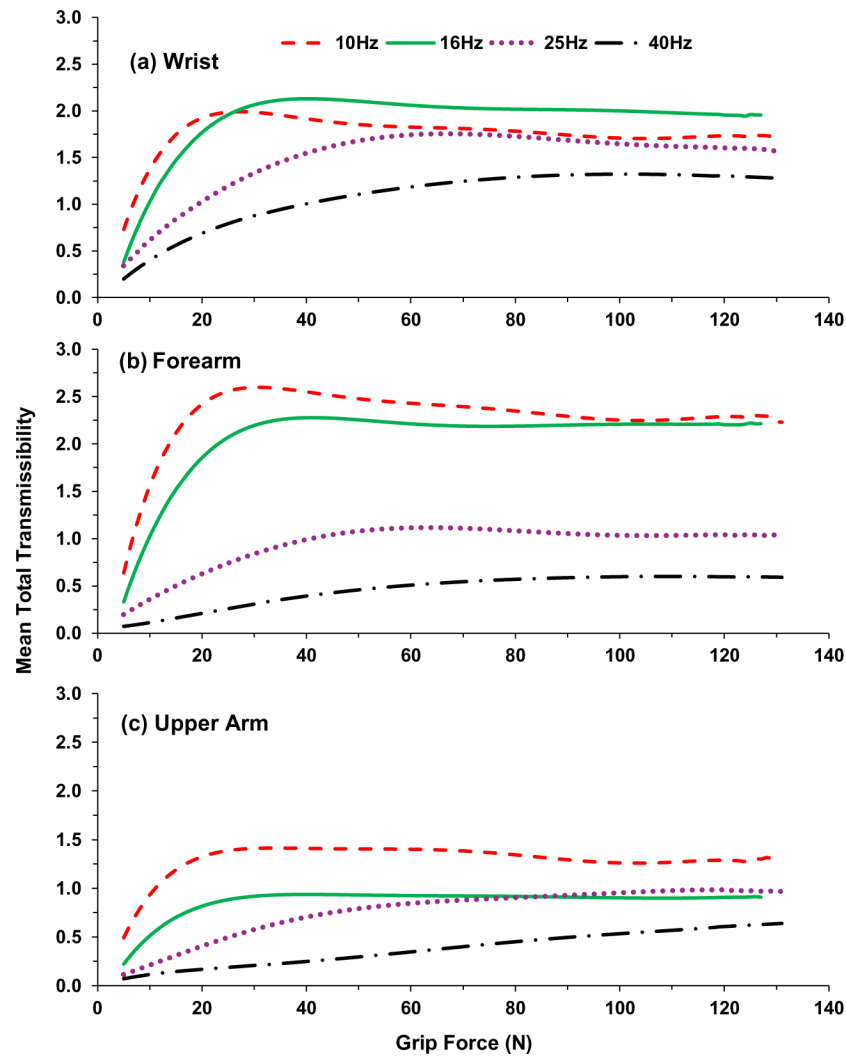 3.0
2.5
2.0
1.5
1.0
0.5
0.0
(a) Wrist
10Hz 16Hz 25Hz 40Hz
0 20 40 60 80 100 120 140
3.0
2.5
2.0
1.5
1.0
0.5
0.0
(b) Forearm
0 20 40 60 80 100 120 140
Mean Total Transmissibility
3.0
2.5
2.0
1.5
1.0
0.5
0.0
(c) Upper Arm
0 20 40 60 80 100 120 140
Grip Force (N)